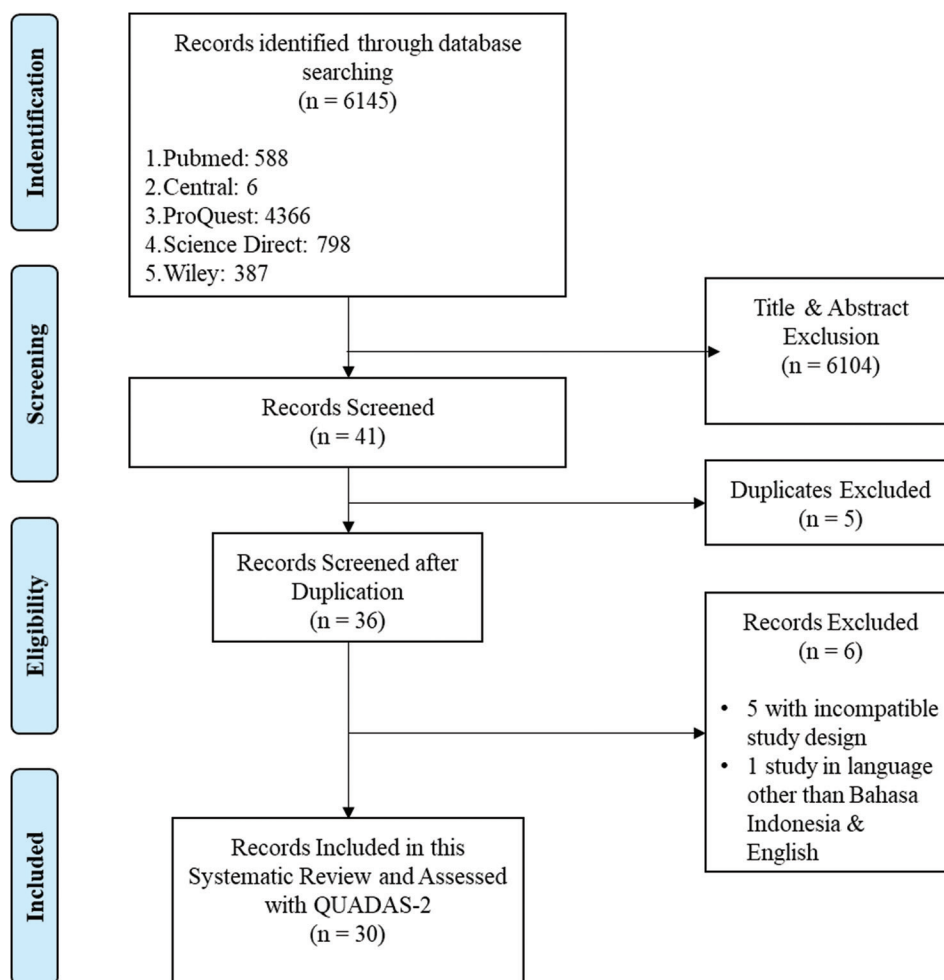 Indentification
Records identified through database
searching
(n = 6145)
1.Pubmed: 588
2.Central: 6
3.ProQuest: 4366
4.Science Direct: 798
5.Wiley: 387
Screening
Title & Abstract
Exclusion
(n = 6104)
Records Screened
(n = 41)
Duplicates Excluded
(n = 5)
Eligibility
Records Screened after
Duplication
(n = 36)
Records Excluded
(n = 6)
• 5 with incompatible
study design
• 1 study in language
other than Bahasa
Indonesia &
English
Included
Records Included in this
Systematic Review and Assessed
with QUADAS-2
(n = 30)